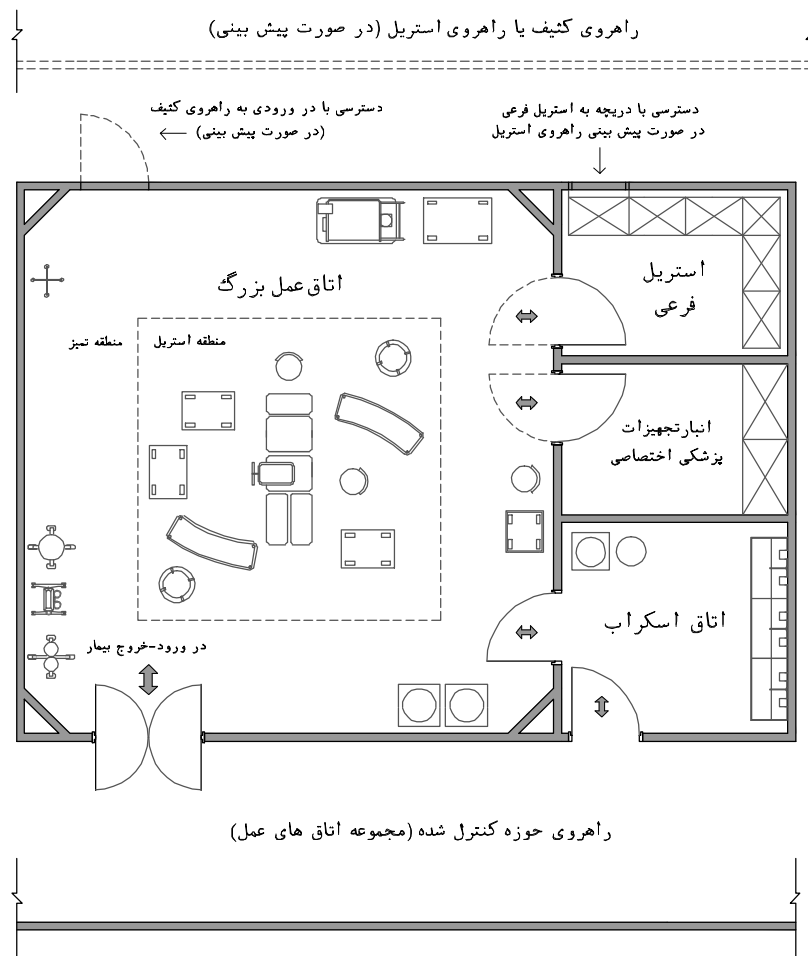 راهروی کثیف یا راهروی استریل (در صورت پیش بینی)
دسترسی با دریچه به استریل فرعی
در صورت پیش بینی راهروی استریل
دسترسی با در ورودی به راهروی کثیف
(در صورت پیش بینی)
استریل
فرعی
اتاق عمل بزرگ
منطقه استریل
منطقه تمیز
انبارتجهیزات
پزشکی اختصاصی
اتاق اسکراب
در ورود-خروج بیمار
راهروی حوزه کنترل شده (مجموعه اتاق های عمل)